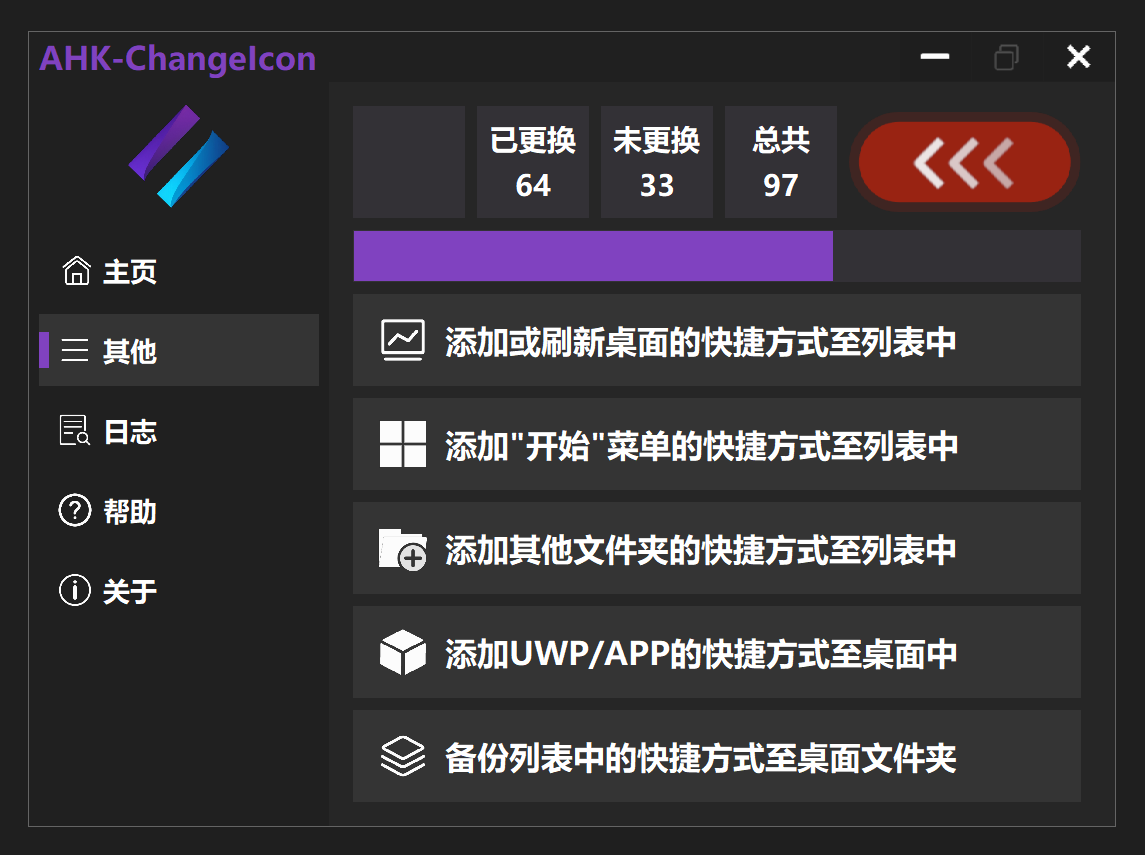 AHK-ChangeIcon
主页
其他
日志
帮助
关于
已更换
64
未更换
33
总共
97
添加或刷新桌面的快捷方式至列表中
添加"开始"菜单的快捷方式至列表中
添加其他文件夹的快捷方式至列表中
添加UWP/APP的快捷方式至桌面中
备份列表中的快捷方式至桌面文件夹